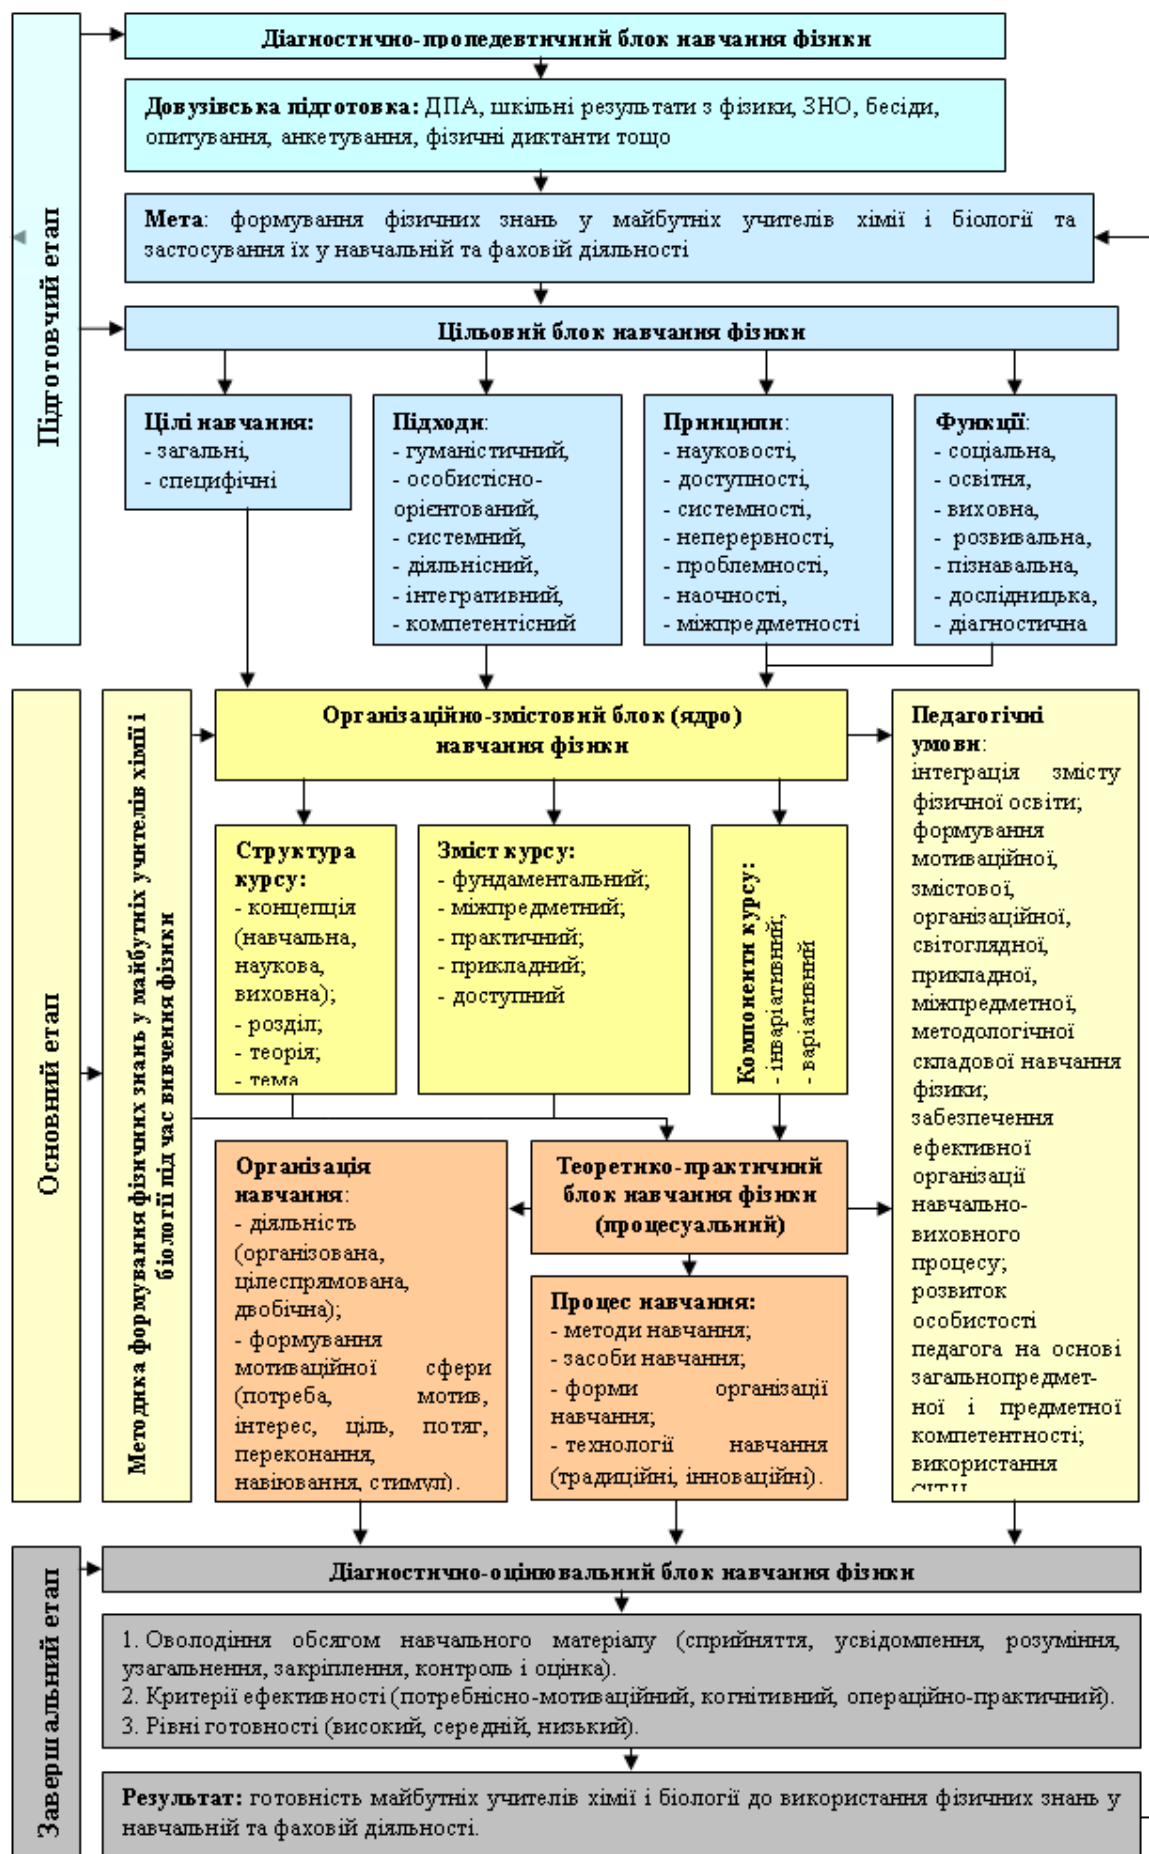 Підготовчий етап
Діагностично-пропедевтичний блок навчання фізики
Довузівська підготовка: ДПА, шкільні результати з фізики, ЗНО, бесіди,
опитування, анкетування, фізичні диктанти тощо
Мета: формування фізичних знань у майбутніх учителів хімії і біології та
застосування їх у навчальній та фаховій діяльності
Цільовий блок навчання фізики
Цілі навчання:
- загальні,
- специфічні
Підходи:
- гуманістичний,
- особистісно-
орієнтований,
- системний,
- діяльнісний,
- інтегративний,
- компетентісний
Принципи:
- науковості,
- доступності,
- системності,
- неперервності,
- проблемності,
- наочності,
- міжпредметності
Функції:
- соціальна,
- освітня,
- виховна,
- розвивальна,
- пізнавальна,
- дослідницька,
- діагностична
Основний етап
Методика формування фізичних знань у майбутніх учителів хімії і
біології під час вивчення фізики
Організаційно-змістовий блок (ядро)
навчання фізики
Структура
курсу:
- концепція
(навчальна,
наукова,
виховна);
- розділ;
- теорія;
- тема
Зміст курсу:
- фундаментальний;
- міжпредметний;
- практичний;
- прикладний;
- доступний
Компоненти курсу:
- інваріативний;
- варіативний
Педагогічні
умови:
інтеграція змісту
фізичної освіти;
формування
мотиваційної,
змістової,
організаційної,
світоглядної,
прикладної,
міжпредметної,
методологічної
складової навчання
фізики;
забезпечення
ефективної
організації
навчально-
виховного
процесу;
розвиток
особистості
педагога на основі
загальнопредмет-
ної і предметної
компетентності;
використання
Організація
навчання:
- діяльність
(організована,
цілеспрямована,
двобічна);
- формування
мотиваційної сфери
(потреба, мотив,
інтерес, ціль, потяг,
переконання,
навіювання, стимул).
Теоретико-практичний
блок навчання фізики
(процесуальний)
Процес навчання:
- методи навчання;
- засоби навчання;
- форми організації
навчання;
- технології навчання
(традиційні, інноваційні).
Завершальний етап
Діагностично-оцінювальний блок навчання фізики
1. Оволодіння обсягом навчального матеріалу (сприйняття, усвідомлення, розуміння,
узагальнення, закріплення, контроль і оцінка).
2. Критерії ефективності (потребнісно-мотиваційний, когнітивний, операційно-практичний).
3. Рівні готовності (високий, середній, низький).
Результат: готовність майбутніх учителів хімії і біології до використання фізичних знань у
навчальній та фаховій діяльності.